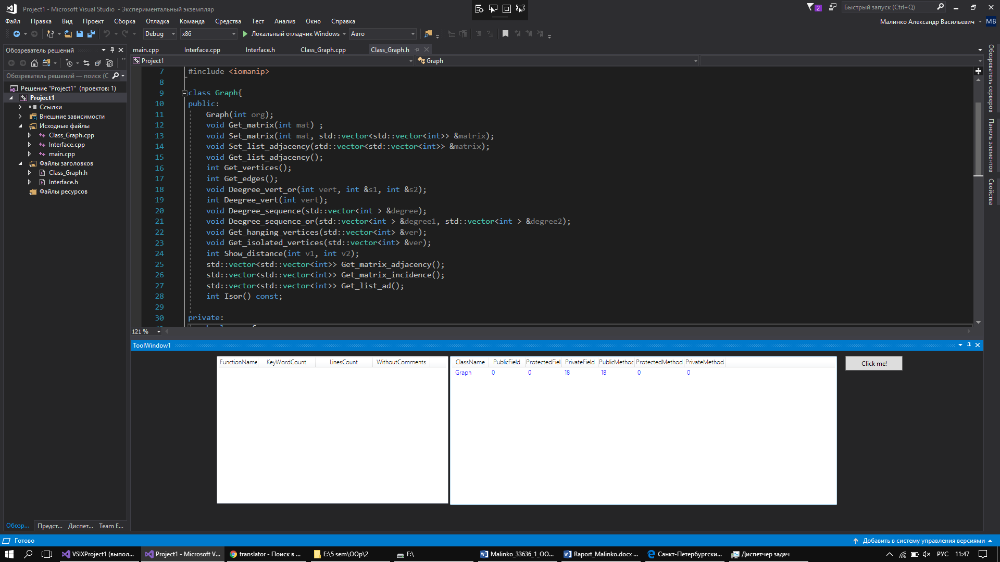 Project1 - Microsoft Visual Studio - Экспериментальный экземпляр
2
Быстрый запуск (Ctrl+Q)
Файл Правка Вид Проект Сборка Отладка Команда Средства Тест Анализ Окно Справка
Малинко Александр Васильевич MB
Debug x86 Локальный отладчик Windows Авто
Обозреватель решений
Обозреватель решений — поиск (C
Решение "Project1" (проектов: 1)
Project1
Ссылки
Внешние зависимости
Исходные файлы
Class_Graph.cpp
Interface.cpp
main.cpp
Файлы заголовков
Class_Graph.h
Interface.h
Файлы ресурсов
Обозр... Предст... Диспет... Team E...
main.cpp Interface.cpp Interface.h Class_Graph.cpp Class_Graph.h
Project1 Graph
7 #include <iomanip>
8
9 class Graph{
10 public:
11 Graph(int org);
12 void Get_matrix(int mat) ;
13 void Set_matrix(int mat, std::vector<std::vector<int>> &matrix);
14 void Set_list_adjacency(std::vector<std::vector<int>> &matrix);
15 void Get_list_adjacency();
16 int Get_vertices();
17 int Get_edges();
18 void Deegree_vert_or(int vert, int &s1, int &s2);
19 int Deegree_vert(int vert);
20 void Deegree_sequence(std::vector<int > &degree);
21 void Deegree_sequence_or(std::vector<int > &degree1, std::vector<int > &degree2);
22 void Get_hanging_vertices(std::vector<int> &ver);
23 void Get_isolated_vertices(std::vector<int> &ver);
24 int Show_distance(int v1, int v2);
25 std::vector<std::vector<int>> Get_matrix_adjacency();
26 std::vector<std::vector<int>> Get_matrix_incidence();
27 std::vector<std::vector<int>> Get_list_ad();
28 int Isor() const;
29
30 private:
121 %
Обозреватель серверов
Панель элементов
Свойства
ToolWindow1
FunctionName KeyWordCount LinesCount WithoutComments
ClassName PublicField ProtectedFiel PrivateField PublicMethod ProtectedMethod PrivateMethod
Graph 0 0 18 18 0 0
Click me!
Готово
Добавить в систему управления версиями
VSIXProject1 (выпол... Project1 - Microsoft V... translator - Поиск в ... E:\5 sem\OOp\2 F:\ Malinko_33636_1_OO... Raport_Malinko.docx ... Санкт-Петербургски... Диспетчер задач
РУС 11:47